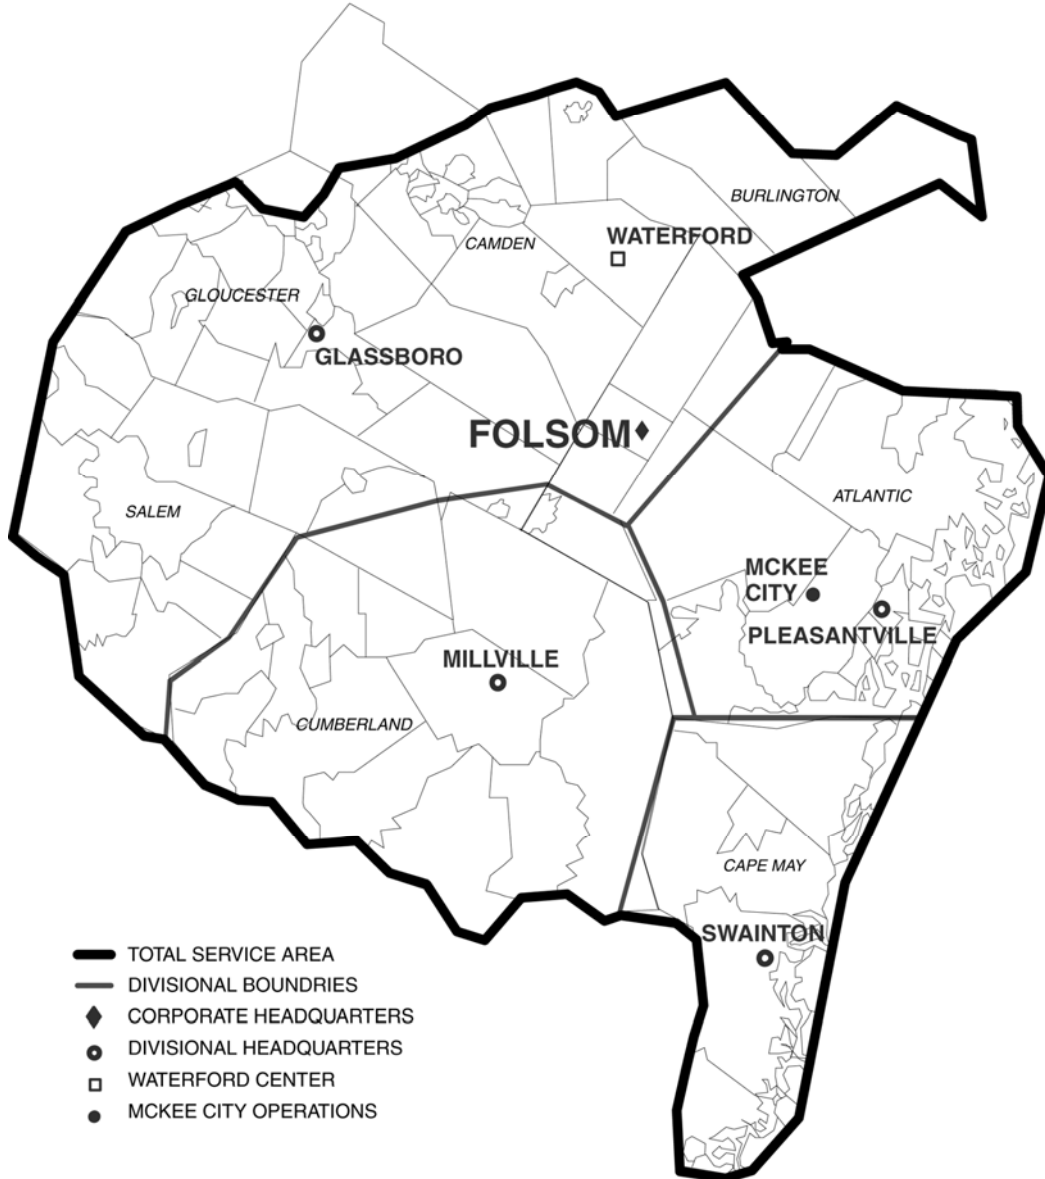 BURLINGTON
WATERFORD
CAMDEN
GLOUCESTER
GLASSBORO
FOLSOM
ATLANTIC
SALEM
MCKEE
CITY
PLEASANTVILLE
MILLVILLE
CUMBERLAND
CAPE MAY
SWAINTON
TOTAL SERVICE AREA
DIVISIONAL BOUNDRIES
CORPORATE HEADQUARTERS
DIVISIONAL HEADQUARTERS
WATERFORD CENTER
MCKEE CITY OPERATIONS